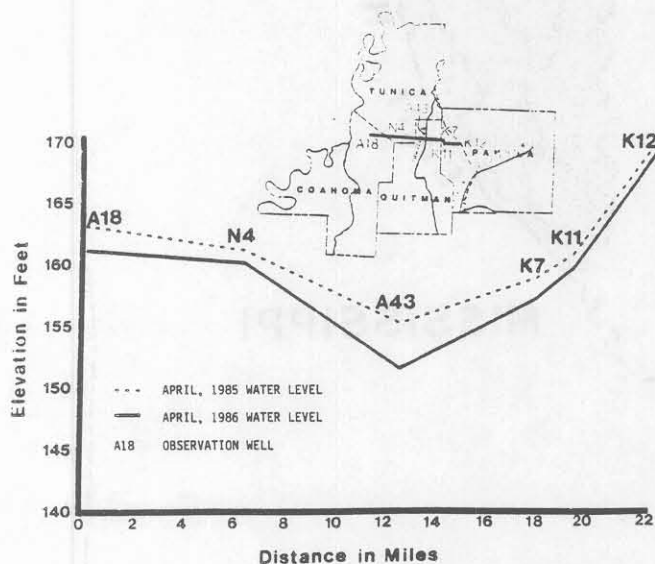 TUNICA
A18
N4
K7
K11
COAHOMA
QUITMAN
170
165
160
155
150
145
140
Elevation in Feet
A18
N4
A43
K7
K11
K12
APRIL, 1985 WATER LEVEL
APRIL, 1986 WATER LEVEL
A18 OBSERVATION WELL
0 2 4 6 8 10 12 14 16 18 20 22
Distance in Miles
MISSISSIPPI